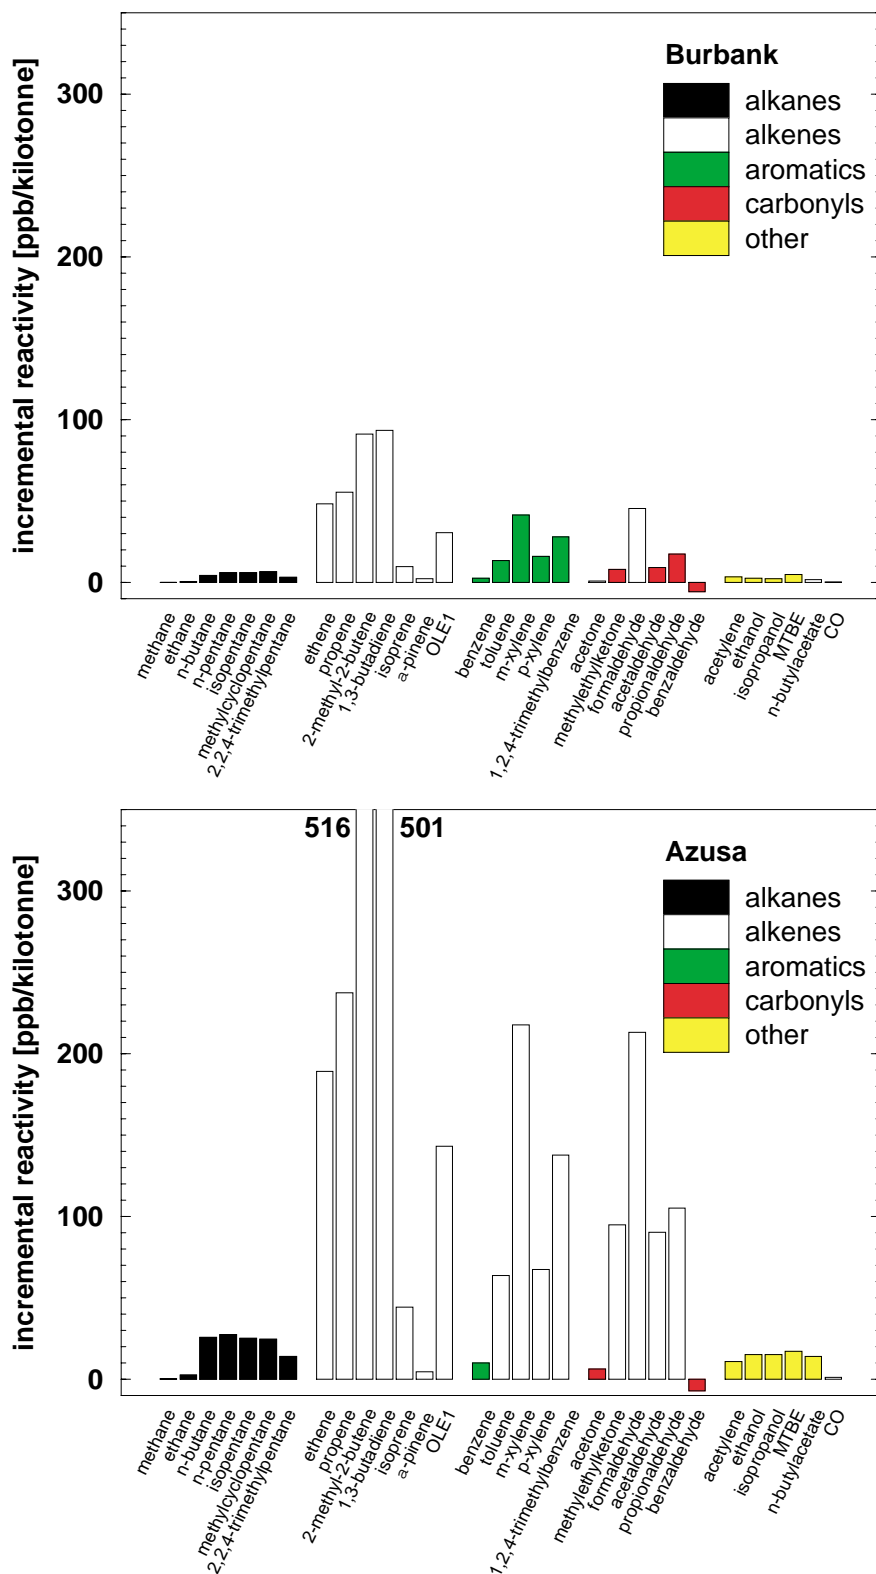 Burbank
alkanes
alkenes
aromatics
carbonyls
other
incremental reactivity [ppb/kilotonne]
300
200
100
0
methane
ethane
n-butane
n-pentane
isopentane
methylcyclopentane
2,2,4-trimethylpentane
ethene
propene
2-methyl-2-butene
1,3-butadiene
isoprene
a-pinene
OLE1
benzene
toluene
m-xylene
p-xylene
1,2,4-trimethylbenzene
acetone
methylethylketone
formaldehyde
acetaldehyde
propionaldehyde
benzaldehyde
acetylene
ethanol
isopropanol
MTBE
n-butylacetate
CO
516
501
Azusa
alkanes
alkenes
aromatics
carbonyls
other
incremental reactivity [ppb/kilotonne]
300
200
100
0
methane
ethane
n-butane
n-pentane
isopentane
methylcyclopentane
2,2,4-trimethylpentane
ethene
propene
2-methyl-2-butene
1,3-butadiene
isoprene
a-pinene
OLE1
benzene
toluene
m-xylene
p-xylene
1,2,4-trimethylbenzene
acetone
methylethylketone
formaldehyde
acetaldehyde
propionaldehyde
benzaldehyde
acetylene
ethanol
isopropanol
MTBE
n-butylacetate
CO